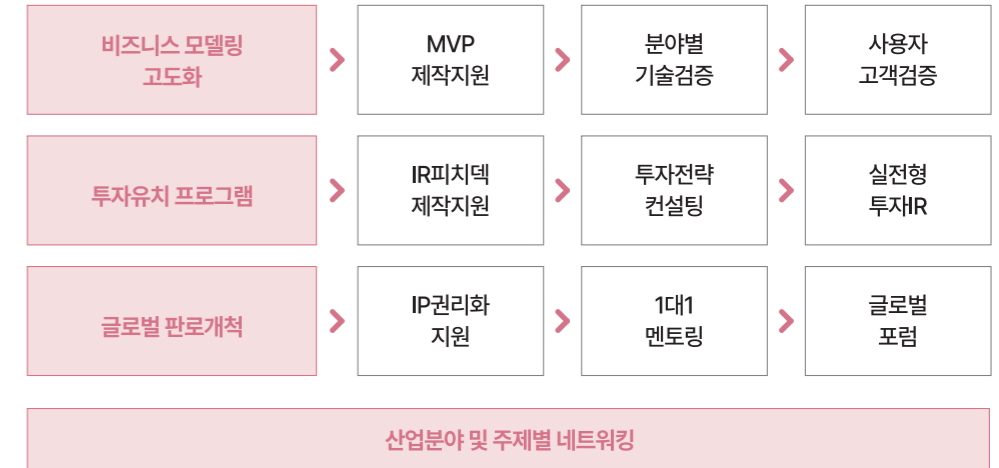 비즈니스 모델링
고도화
MVP
제작지원
분야별
기술검증
사용자
고객검증
투자유치 프로그램
IR피치덱
제작지원
투자전략
컨설팅
실전형
투자IR
글로벌 판로개척
IP권리화
지원
1대1
멘토링
글로벌
포럼
산업분야 및 주제별 네트워킹